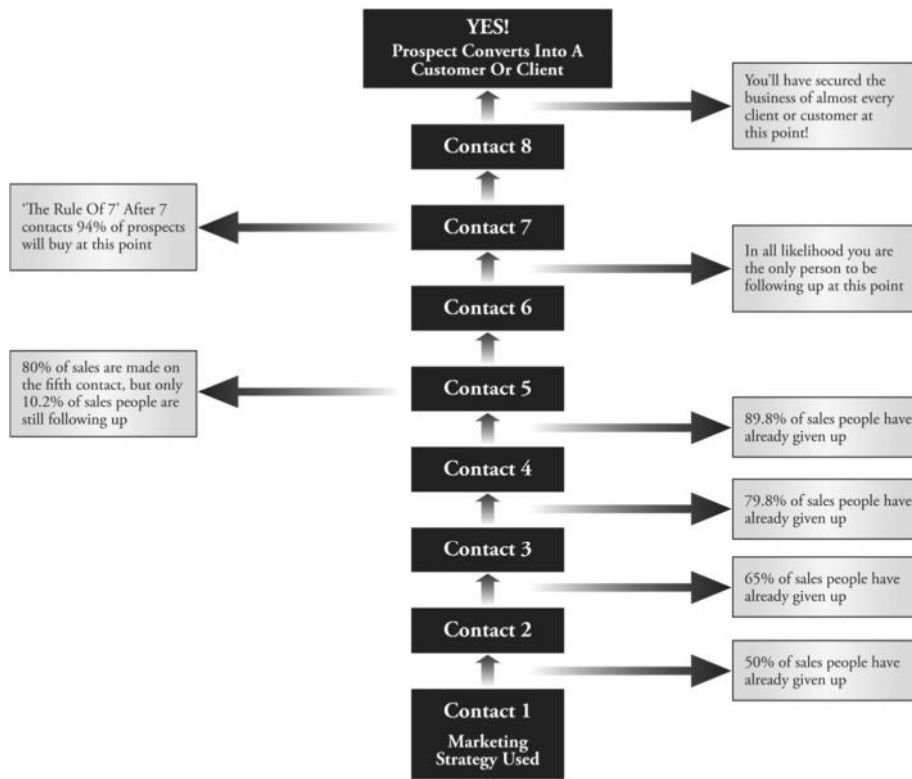 YES!
Prospect Converts Into A
Customer Or Client
You’ll have secured the
business of almost every
client or customer at
this point!
Contact 8
‘The Rule Of 7’ After 7
contacts 94% of prospects
will buy at this point
Contact 7
In all likelihood you are
the only person to be
following up at this point
Contact 6
80% of sales are made on
the fifth contact, but only
10.2% of sales people are
still following up
Contact 5
89.8% of sales people have
already given up
Contact 4
79.8% of sales people have
already given up
Contact 3
65% of sales people have
already given up
Contact 2
50% of sales people have
already given up
Contact 1
Marketing
Strategy Used